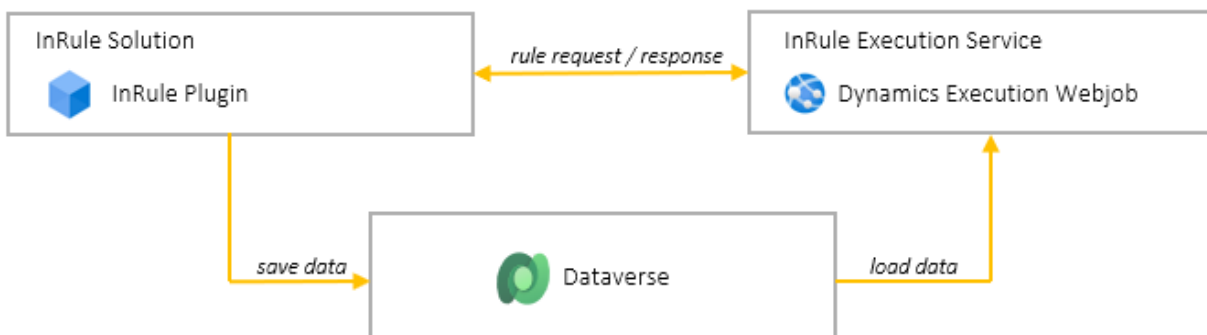 InRule Solution
InRule Plugin
rule request / response
InRule Execution Service
Dynamics Execution Webjob
save data
Dataverse
load data